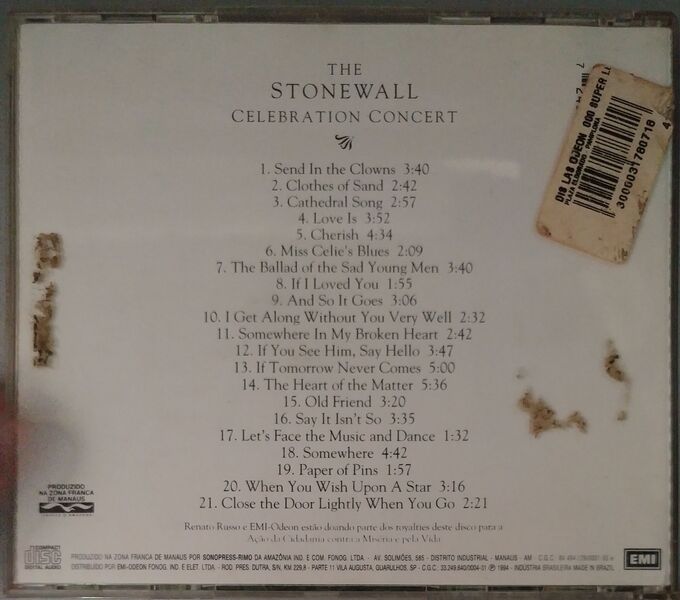 THE
STONEWALL
CELEBRATION CONCERT
1. Send In the Clowns 3:40
2. Clothes of Sand 2:42
3. Cathedral Song 2:57
4. Love Is 3:52
5. Cherish 4:34
6. Miss Celie's Blues 2:09
7. The Ballad of the Sad Young Men 3:40
8. If I Loved You 1:55
9. And So It Goes 3:06
10. I Get Along Without You Very Well 2:32
11. Somewhere In My Broken Heart 2:42
12. If You See Him, Say Hello 3:47
13. If Tomorrow Never Comes 5:00
14. The Heart of the Matter 5:36
15. Old Friend 3:20
16. Say It Isn't So 3:35
17. Let's Face the Music and Dance 1:32
18. Somewhere 4:42
19. Paper of Pins 1:57
20. When You Wish Upon A Star 3:16
21. Close the Door Lightly When You Go 2:21
Renato Russo e EMI-Odeon estão doando parte dos royalties deste disco para a
Ação da Cidadania contra a Miséria e pela Vida
DIS LAS ODEON 000 SUPER
PLAZA ELDORADO PAMPLONA
3000031780718
4
PRODUZIDO
NA ZONA FRANCA
DE MANAUS
COMPACT
disc
DIGITAL AUDIO
PRODUZIDO NA ZONA FRANCA DE MANAUS POR SONOPRESS-RIMO DA AMAZÔNIA IND. E COM. FONOG. LTDA. - AV. SOLIMÕES, 585 - DISTRITO INDUSTRIAL - MANAUS - AM - C.G.C.
DISTRIBUÍDO POR EMI-ODEON FONOG. IND. E ELET. LTDA. - ROD. PRES. DUTRA, S/N, KM 229,8 - PARTE 11 VILA AUGUSTA, GUARULHOS, SP - C.G.C. 33.249.640/0004-31 Ⓟ 1994 - INDÚSTRIA BRASILEIRA MADE IN BRAZIL
EMI